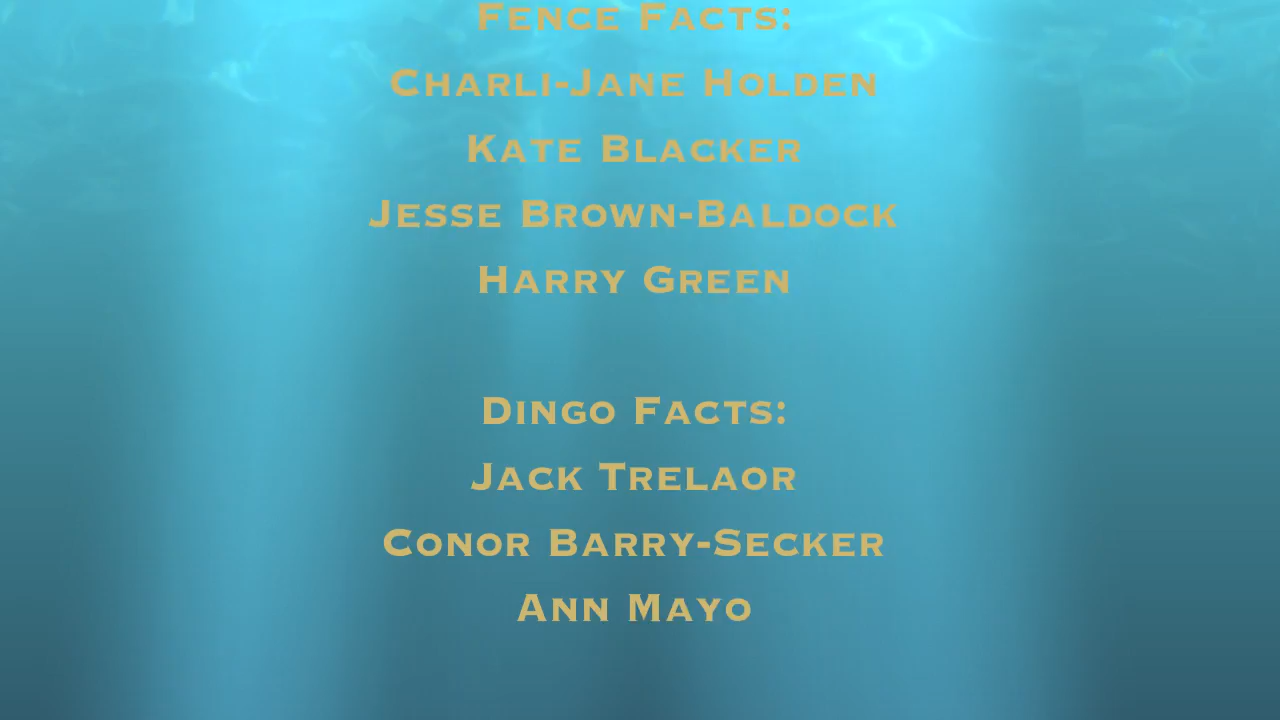 Fence Facts:
Charli-Jane Holden
Kate Blacker
Jesse Brown-Baldock
Harry Green
Dingo Facts:
Jack Trelaor
Conor Barry-Secker
Ann Mayo